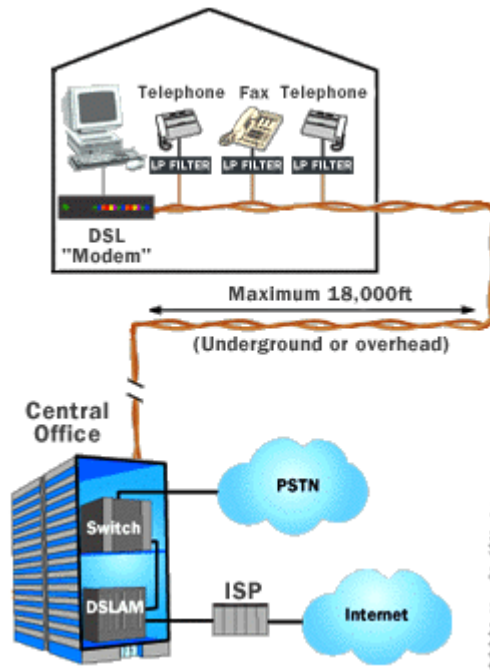 Telephone Fax Telephone
LP FILTER LP FILTER LP FILTER
DSL
"Modem"
Maximum 18,000ft
(Underground or overhead)
Central
Office
PSTN
Switch
ISP
DSLAM
Internet